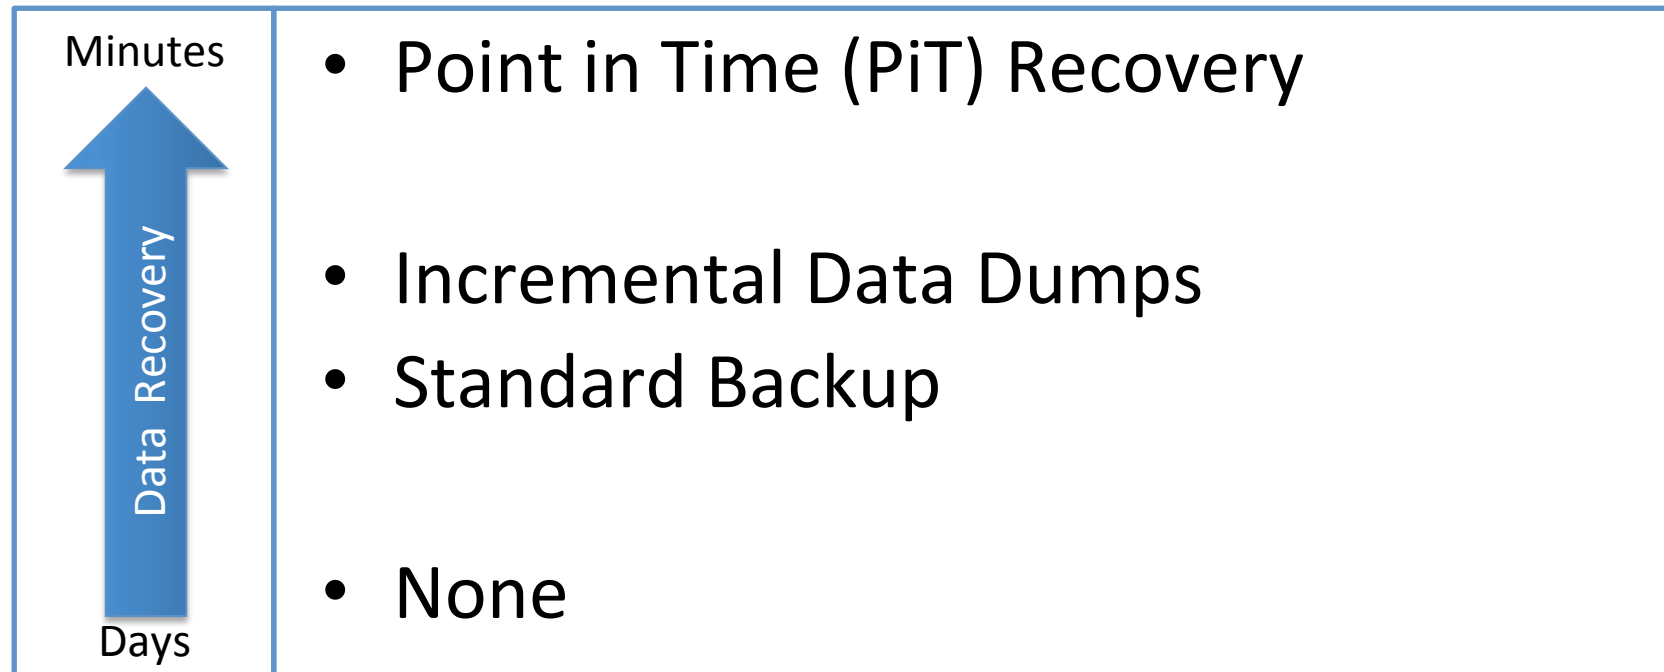 Minutes
Data Recovery
Days
• Point in Time (PiT) Recovery
• Incremental Data Dumps
• Standard Backup
• None